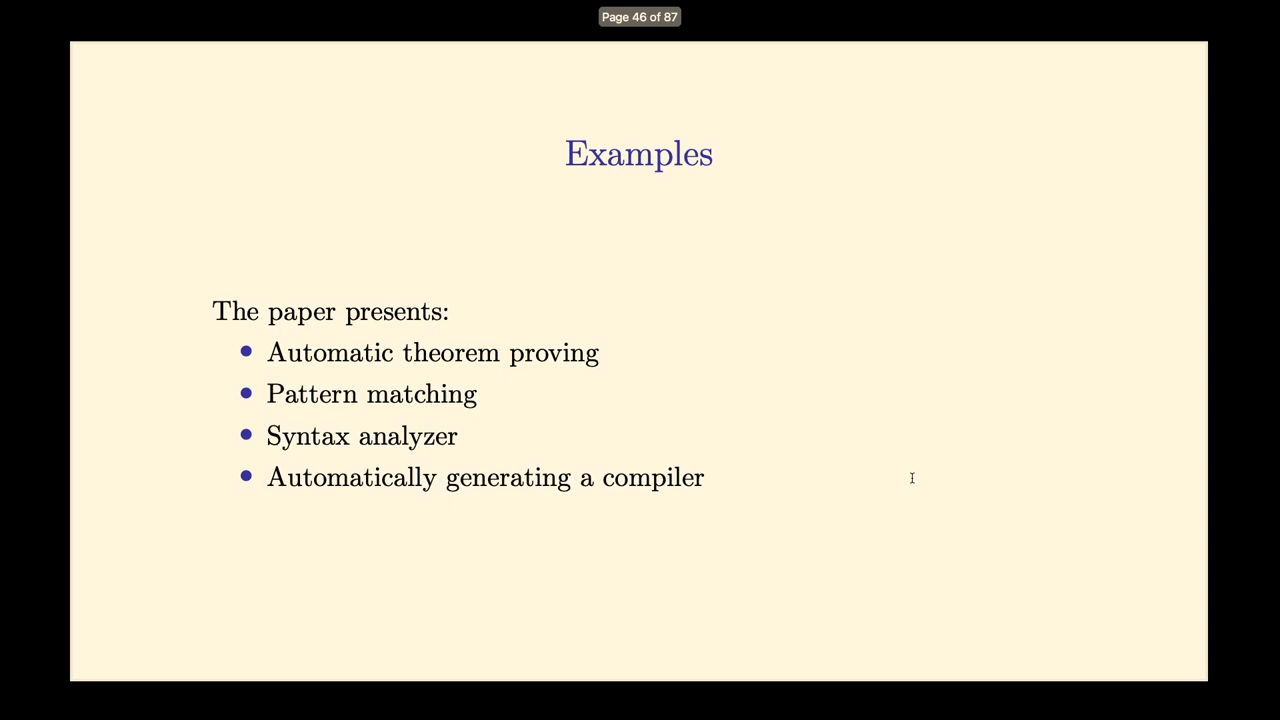 Page 46 of 87
Examples
The paper presents:
• Automatic theorem proving
• Pattern matching
• Syntax analyzer
• Automatically generating a compiler